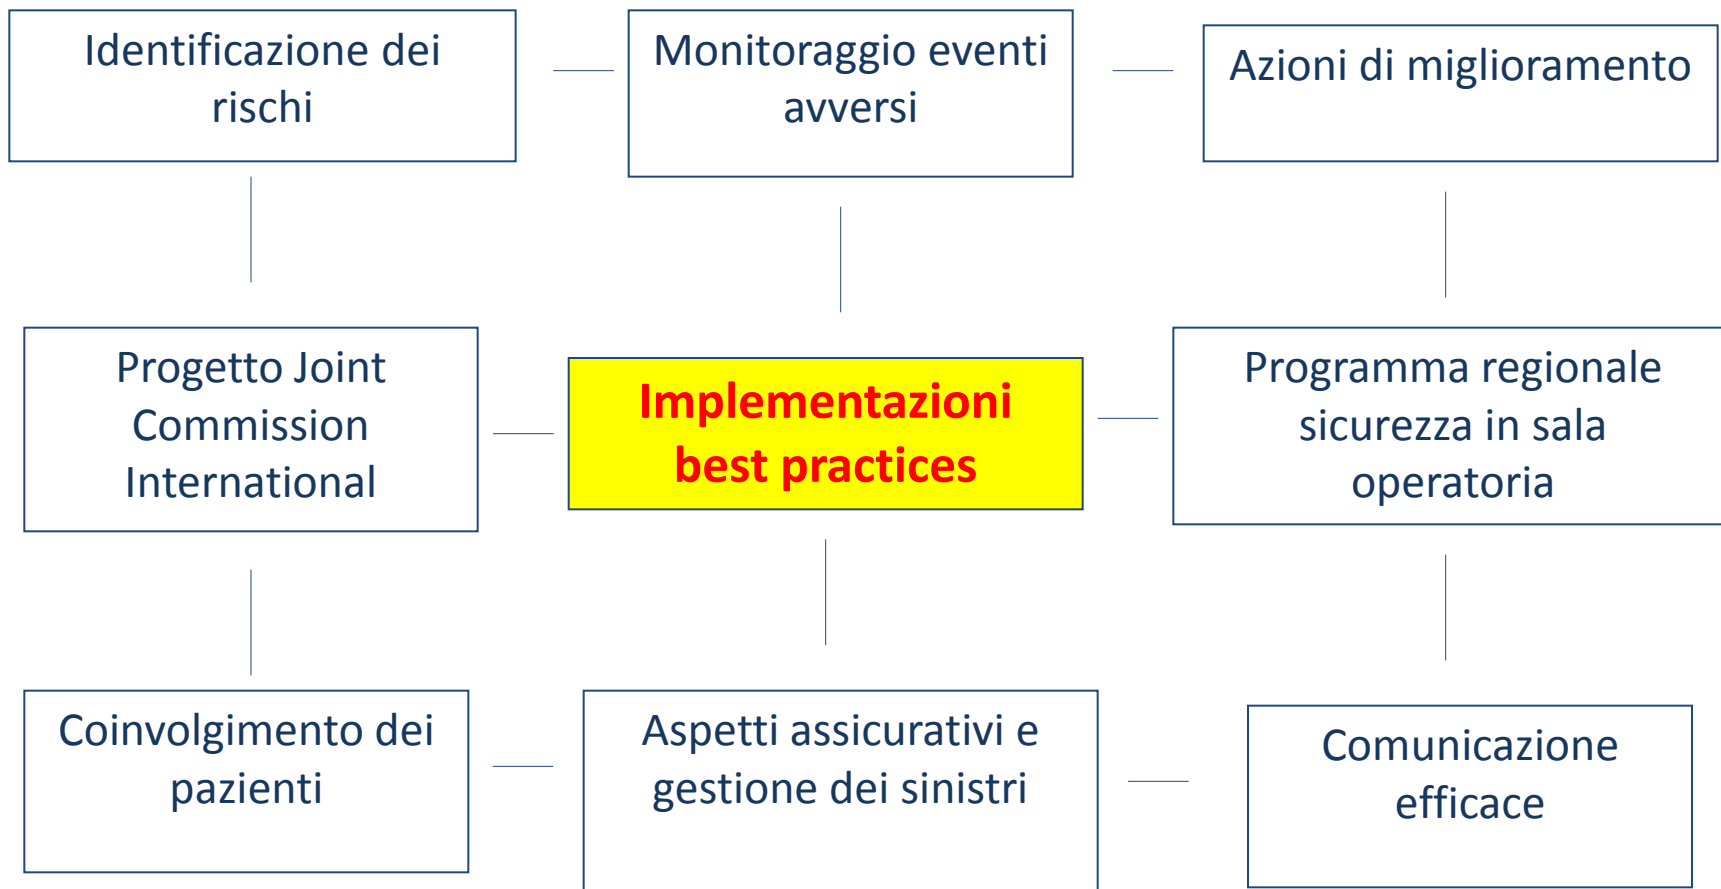 Identificazione dei
rischi
Monitoraggio eventi
avversi
Azioni di miglioramento
Progetto Joint
Commission
International
Implementazioni
best practices
Programma regionale
sicurezza in sala
operatoria
Coinvolgimento dei
pazienti
Aspetti assicurativi e
gestione dei sinistri
Comunicazione
efficace